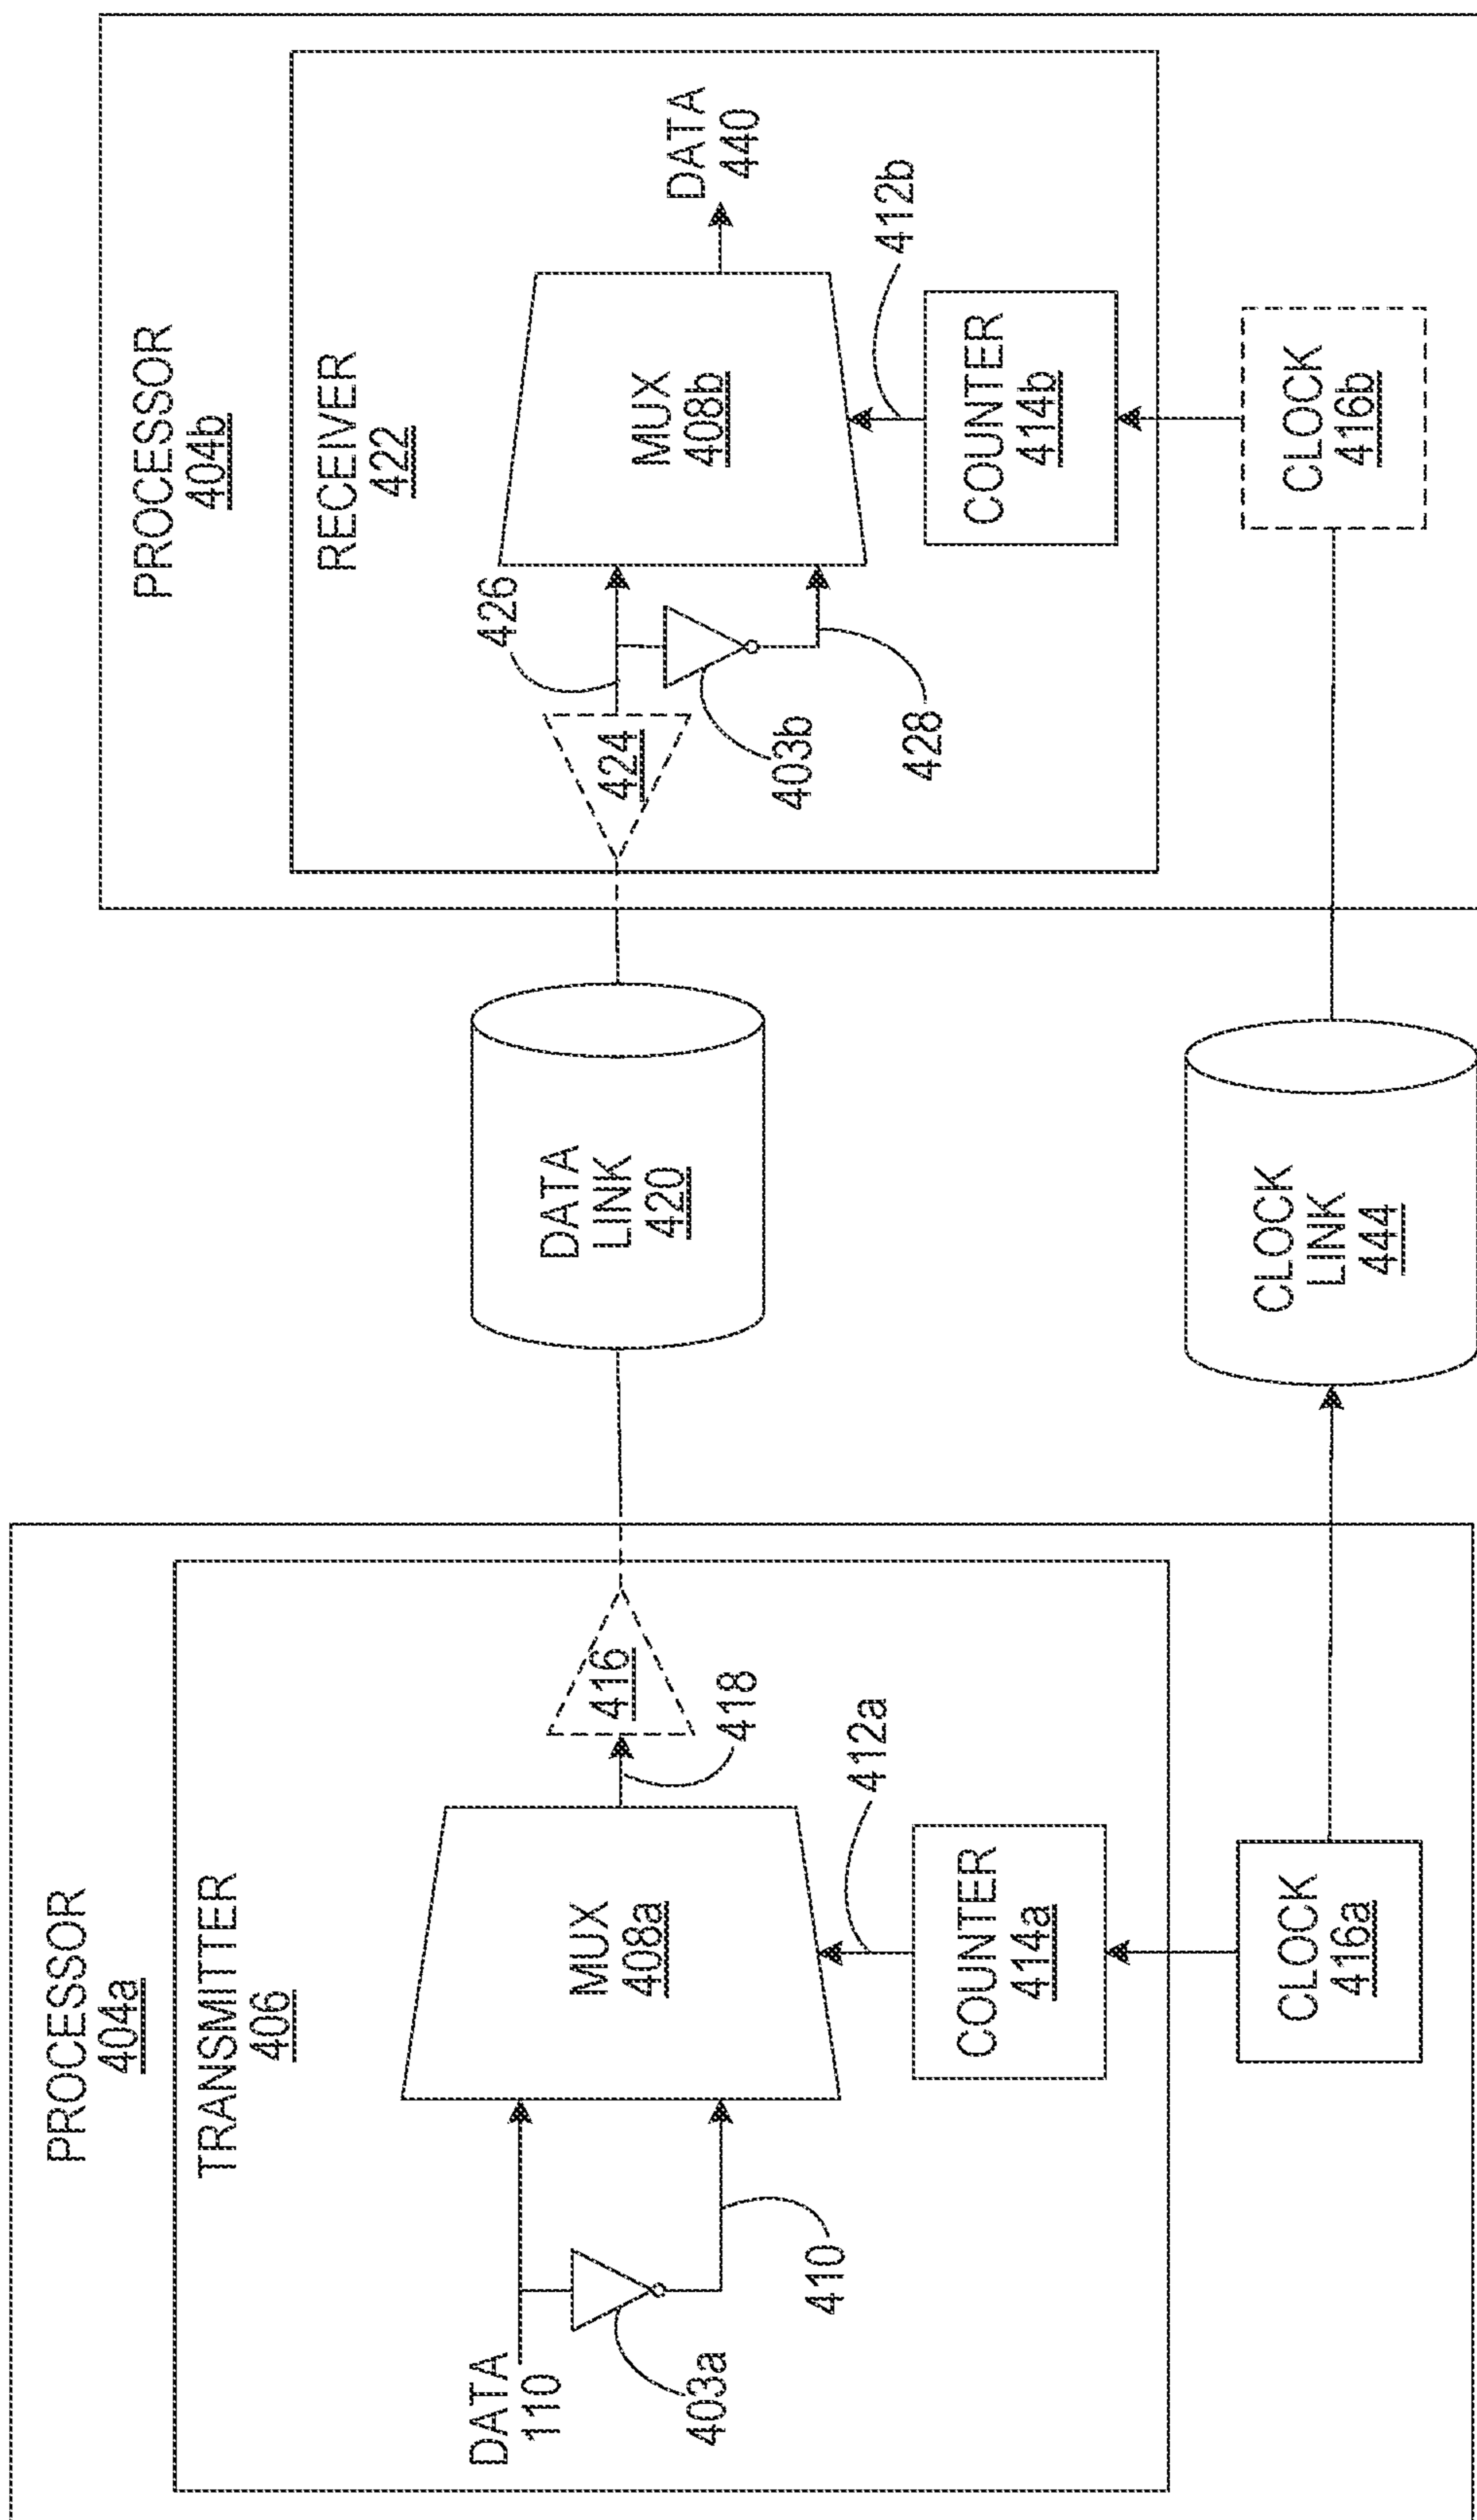 PROCESSOR
404a
TRANSMITTER
406
DATA
110
403a
410
MUX
408a
418
416
412a
COUNTER
414a
CLOCK
416a
DATA
LINK
420
CLOCK
LINK
444
PROCESSOR
404b
RECEIVER
422
424
426
403b
428
MUX
408b
DATA
440
412b
COUNTER
414b
CLOCK
416b